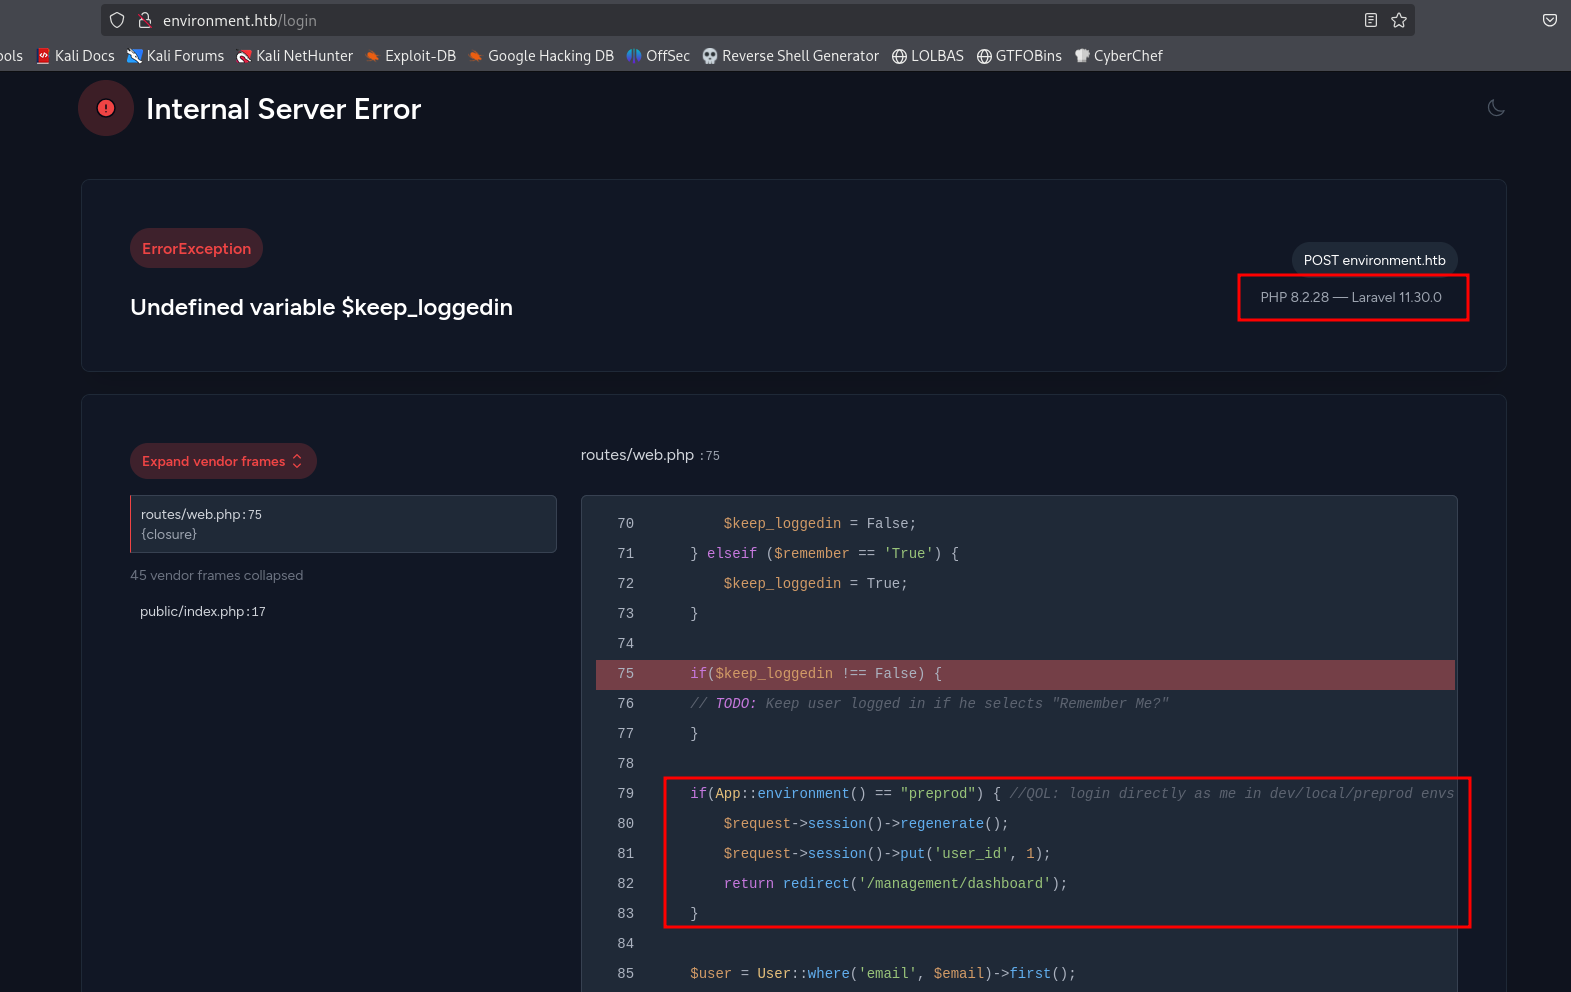 environment.htb/login
ools Kali Docs Kali Forums Kali NetHunter Exploit-DB Google Hacking DB OffSec Reverse Shell Generator LOLBAS GTFOBins CyberChef
Internal Server Error
ErrorException
POST environment.htb
PHP 8.2.28 — Laravel 11.30.0
Undefined variable $keep_loggedin
Expand vendor frames
routes/web.php:75
{closure}
45 vendor frames collapsed
public/index.php:17
routes/web.php :75
70 $keep_loggedin = False;
71 } elseif ($remember == 'True') {
72 $keep_loggedin = True;
73 }
74
75 if($keep_loggedin !== False) {
76 // TODO: Keep user logged in if he selects "Remember Me?"
77 }
78
79 if(App::environment() == "preprod") { //QOL: login directly as me in dev/local/preprod envs
80 $request->session()->regenerate();
81 $request->session()->put('user_id', 1);
82 return redirect('/management/dashboard');
83 }
84
85 $user = User::where('email', $email)->first();